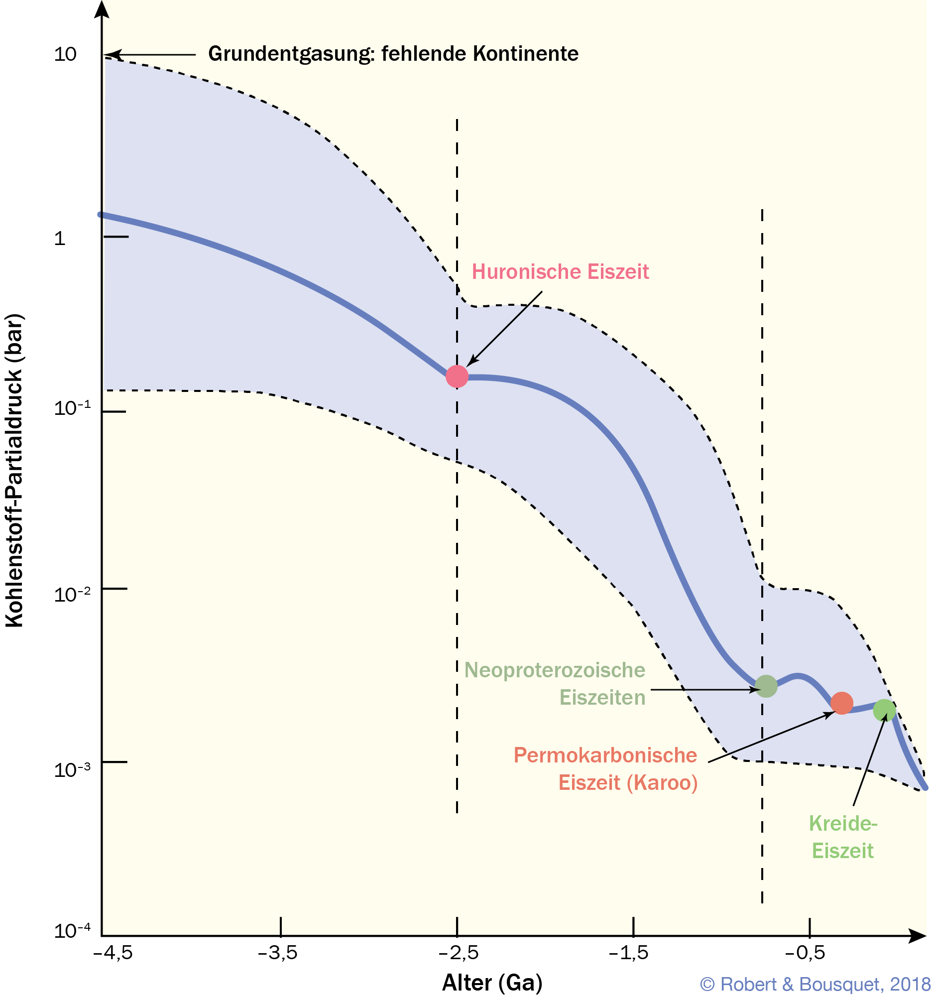 10
Grundentgasung: fehlende Kontinente
1
Huronische Eiszeit
Kohlenstoff-Partialdruck (bar)
10⁻¹
10⁻²
Neoproterozoische
Eiszeiten
Permokarbonische
Eiszeit (Karoo)
10⁻³
Kreide-
Eiszeit
10⁻⁴
–4,5 –3,5 –2,5 –1,5 –0,5
Alter (Ga)
© Robert & Bousquet, 2018